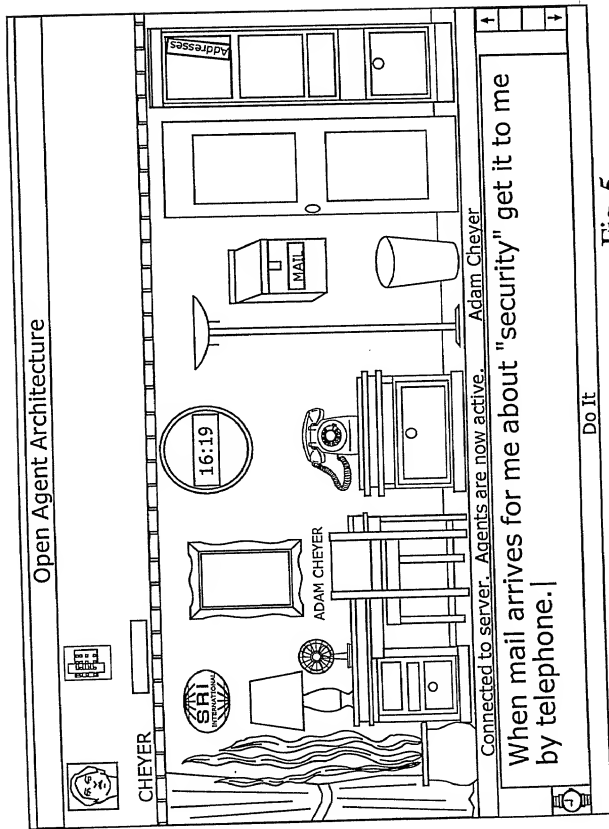 Open Agent Architecture
CHEYER
SRI
INTERNATIONAL
ADAM CHEYER
16:19
MAIL
Addresses
Connected to server. Agents are now active.
Adam Cheyer
When mail arrives for me about "security" get it to me
by telephone.
Do It
Fig. 5